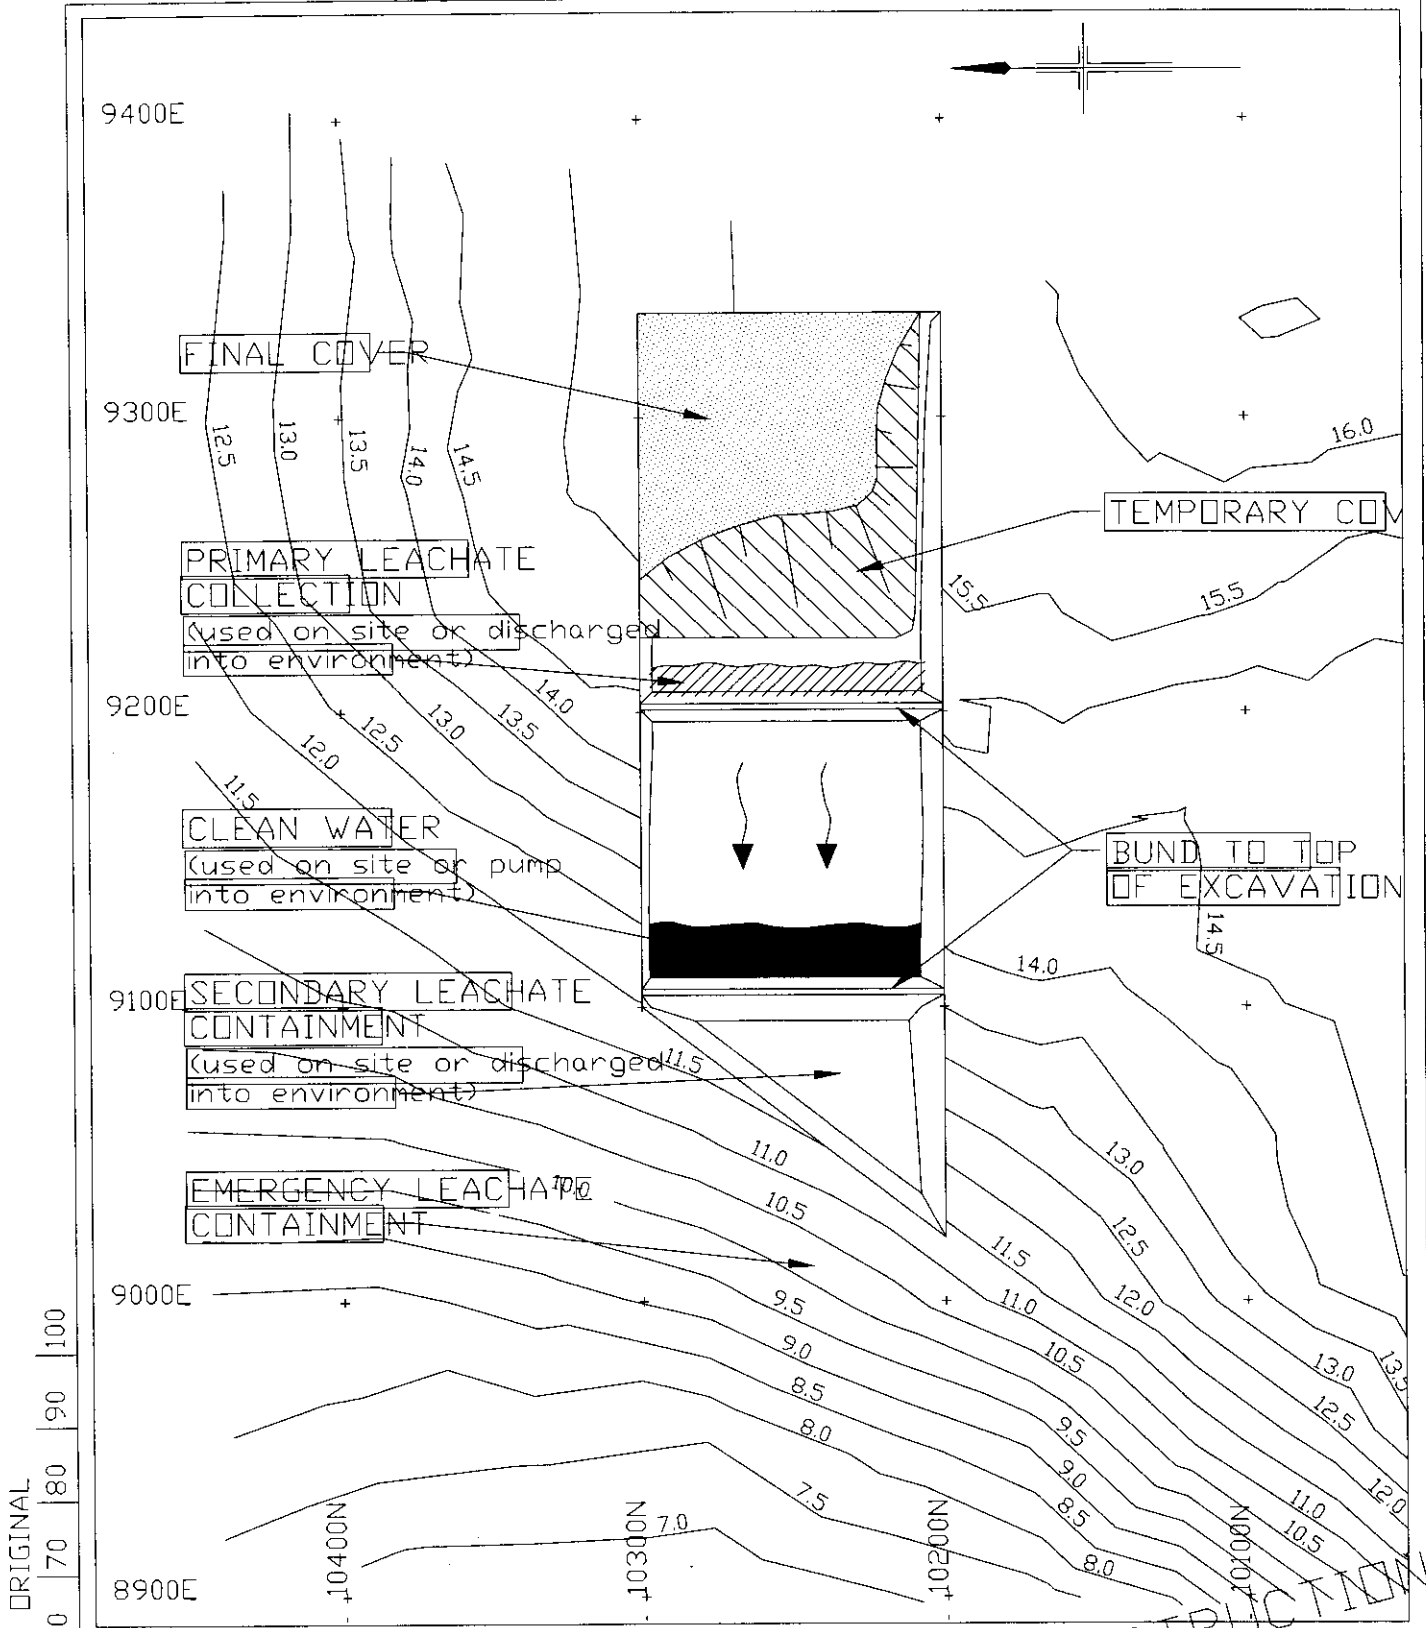 9400E
FINAL COVER
9300E
16.0
12.5
13.0
13.5
14.0
14.5
TEMPORARY COV
PRIMARY LEACHATE
COLLECTION
(used on site or discharged
into environment)
15.5
15.5
9200E
14.0
13.5
13.0
12.5
12.0
11.5
CLEAN WATER
(used on site or pump
into environment)
BUND TO TOP
OF EXCAVATION
14.5
14.0
9100E
SECONDARY LEACHATE
CONTAINMENT
(used on site or discharged
into environment)
11.5
11.0
13.0
EMERGENCY LEACHATE
CONTAINMENT
10.0
10.5
12.5
11.5
9000E
9.5
11.0
12.0
9.0
10.5
13.0
13.5
8.5
12.5
8.0
9.5
9.0
12.0
7.5
8.5
11.0
7.0
10.5
8.0
8900E
10400N
10300N
10200N
10100N
ORIGINAL
0 70 80 90 100